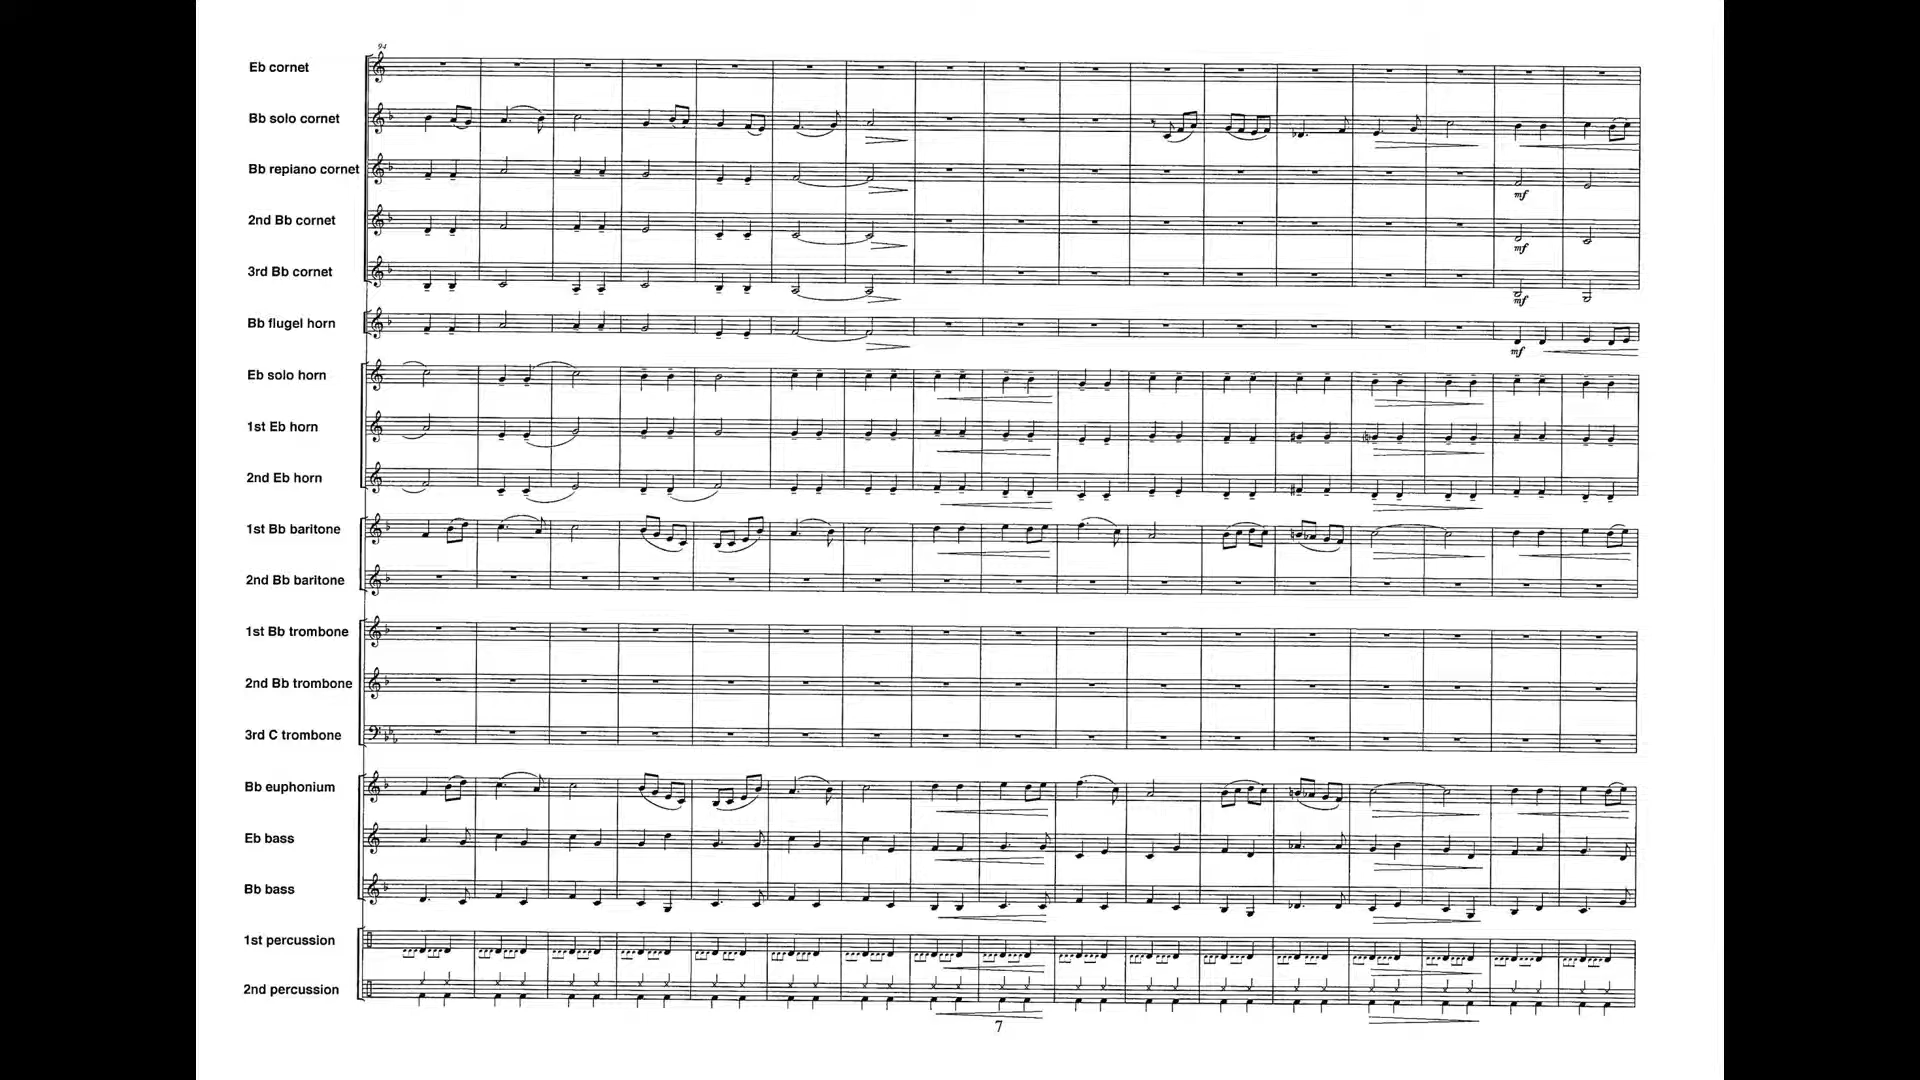 94
Eb cornet
Bb solo cornet
Bb repiano cornet
mf
2nd Bb cornet
mf
3rd Bb cornet
mf
Bb flugel horn
mf
Eb solo horn
1st Eb horn
2nd Eb horn
1st Bb baritone
2nd Bb baritone
1st Bb trombone
2nd Bb trombone
3rd C trombone
Bb euphonium
Eb bass
Bb bass
1st percussion
2nd percussion
7